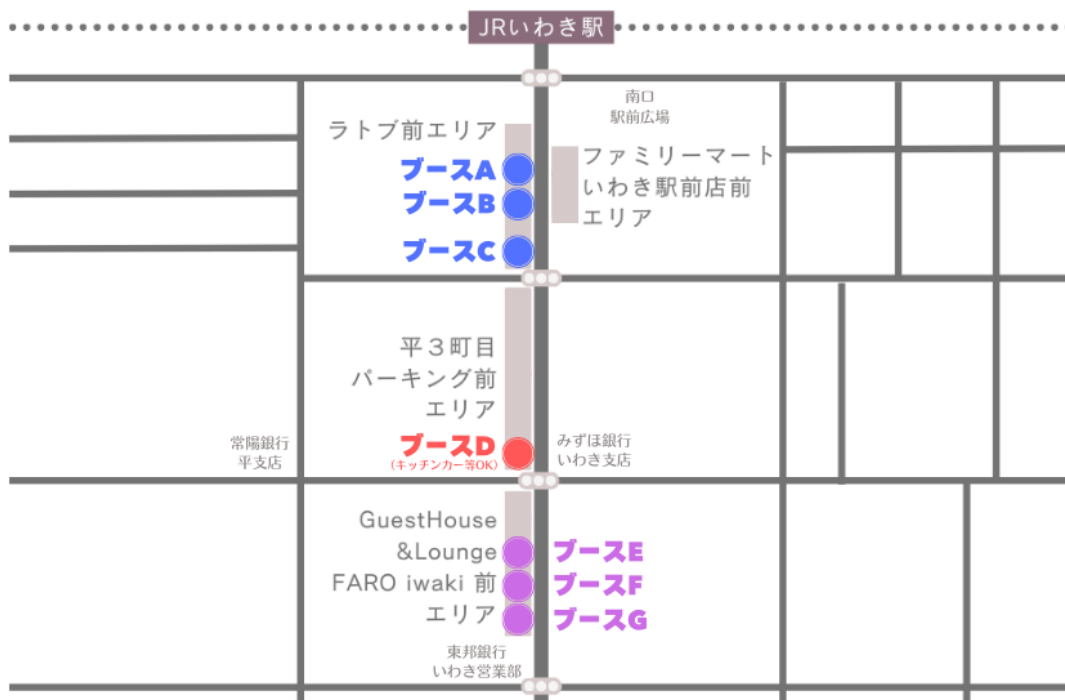 JRいわき駅
南口
駅前広場
ラトブ前エリア
ブースA
ブースB
ブースC
ファミリーマート
いわき駅前店前
エリア
平３町目
パーキング前
エリア
ブースD
(キッチンカー等OK)
常陽銀行
平支店
みずほ銀行
いわき支店
GuestHouse
&Lounge
FARO iwaki 前
エリア
ブースE
ブースF
ブースG
東邦銀行
いわき営業部